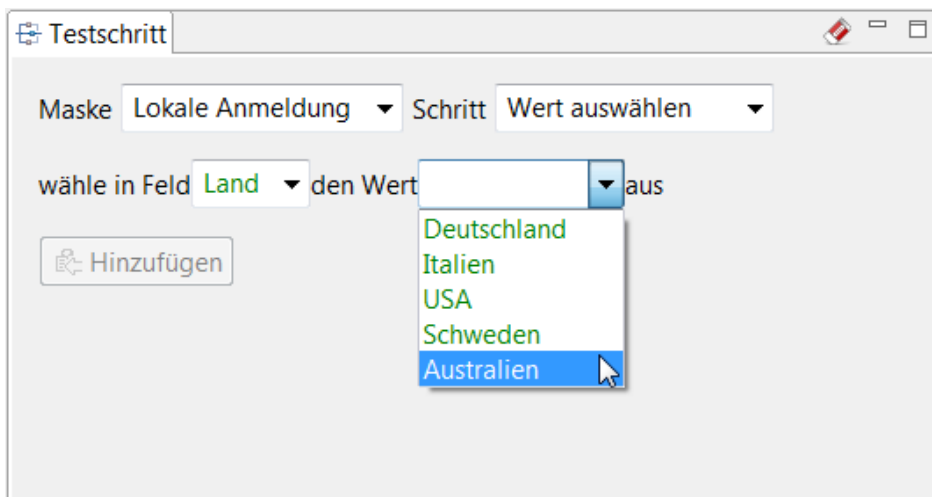 Testschritt
Maske Lokale Anmeldung Schritt Wert auswählen
wähle in Feld Land den Wert aus
Deutschland
Hinzufügen
Italien
USA
Schweden
Australien